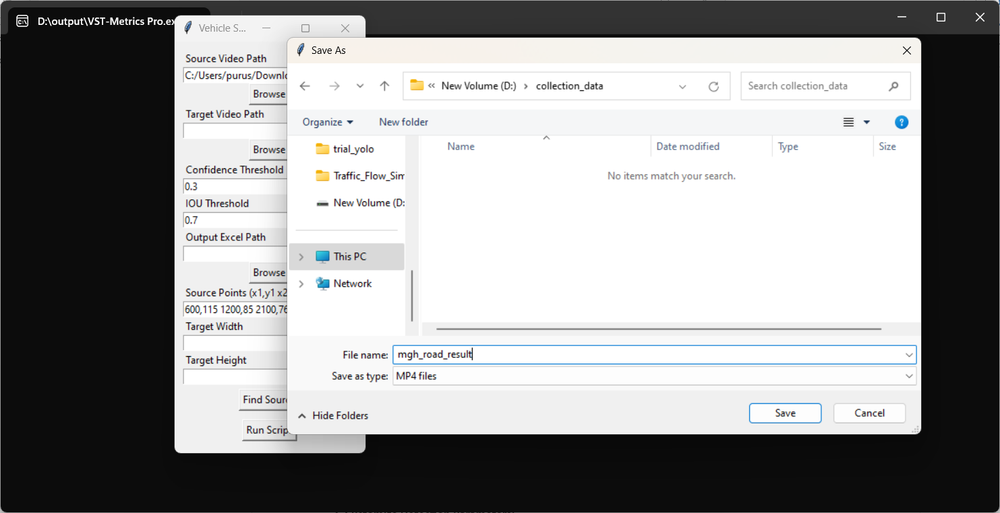 D:\output\VST-Metrics Pro.ex
Vehicle S...
Source Video Path
C:/Users/purus/Downlo
Browse
Target Video Path
Browse
Confidence Threshold
0.3
IOU Threshold
0.7
Output Excel Path
Browse
Source Points (x1,y1 x2
600,115 1200,85 2100,76
Target Width
Target Height
Find Sour
Run Scrip
Save As
« New Volume (D:) > collection_data
Search collection_data
Organize
New folder
trial_yolo
Traffic_Flow_Sim
New Volume (D:
This PC
Network
Name Date modified Type Size
No items match your search.
File name: mgh_road_result
Save as type: MP4 files
Hide Folders
Save
Cancel